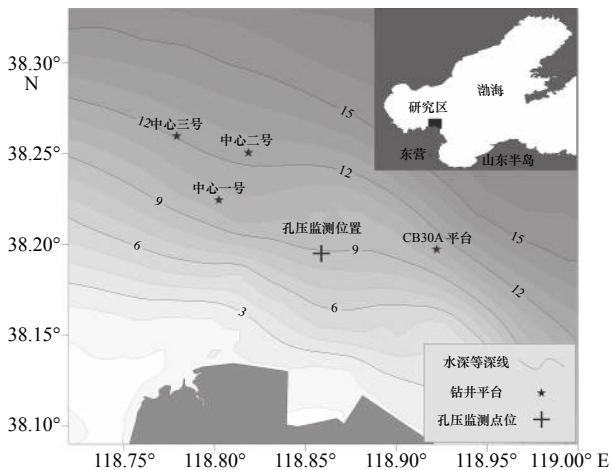 38.30°
N
38.25°
38.20°
38.15°
38.10°
118.75°
118.80°
118.85°
118.90°
118.95°
119.00° E
15
12
中心三号
中心二号
12
中心一号
9
孔压监测位置
CB30A 平台
15
9
6
12
6
3
渤海
研究区
东营
山东半岛
水深等深线
钻井平台
孔压监测点位